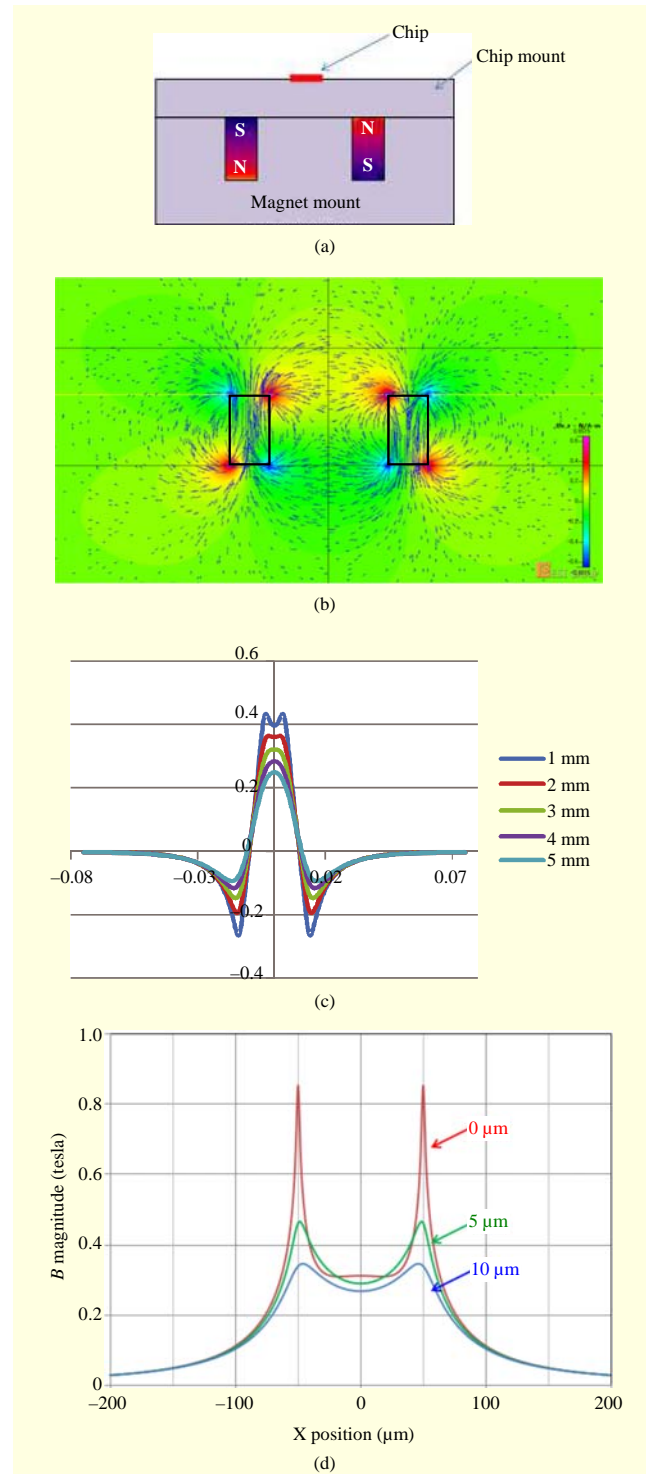 Chip
Chip mount
S
N
N
S
Magnet mount
(a)
(b)
0.6
0.4
0.2
0
–0.2
–0.4
–0.08
–0.03
0.02
0.07
1 mm
2 mm
3 mm
4 mm
5 mm
(c)
1.0
0.8
0.6
0.4
0.2
0
B magnitude (tesla)
0 µm
5 µm
10 µm
–200
–100
0
100
200
X position (µm)
(d)